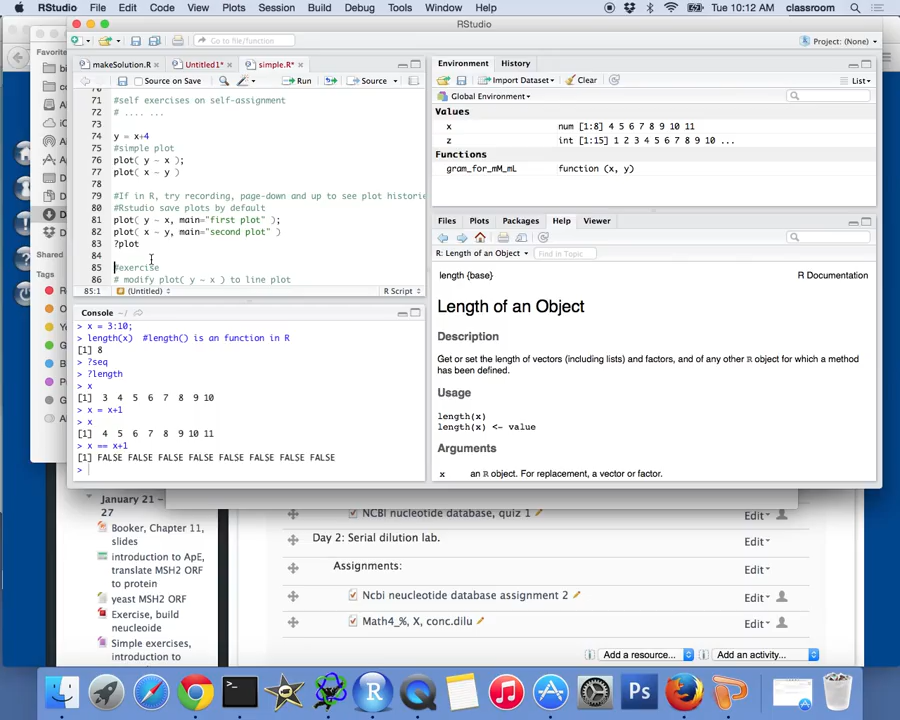 RStudio File Edit Code View Plots Session Build Debug Tools Window Help Tue 10:12 AM classroom
RStudio
Go to file/function Project: (None)
makeSolution.R × Untitled1* × simple.R* ×
Source on Save Run Source
71 #self exercises on self-assignment
72 # .... ...
74 y = x+4
75 #simple plot
76 plot( y ~ x );
77 plot( x ~ y )
78
79 #If in R, try recording, page-down and up to see plot historie
80 #Rstudio save plots by default
81 plot( y ~ x, main="first plot" );
82 plot( x ~ y, main="second plot" )
83 ?plot
84
85 #exercise
86 # modify plot( y ~ x ) to line plot
85:1 (Untitled) R Script
Console ~/
> x = 3:10;
> length(x) #length() is an function in R
[1] 8
> ?seq
> ?length
> x
[1] 3 4 5 6 7 8 9 10
> x = x+1
> x
[1] 4 5 6 7 8 9 10 11
> x == x+1
[1] FALSE FALSE FALSE FALSE FALSE FALSE FALSE FALSE
>
Environment History
Import Dataset Clear List
Global Environment
Values
x num [1:8] 4 5 6 7 8 9 10 11
z int [1:15] 1 2 3 4 5 6 7 8 9 10 ...
Functions
gram_for_mM_mL function (x, y)
Files Plots Packages Help Viewer
R: Length of an Object Find in Topic
length {base} R Documentation
Length of an Object
Description
Get or set the length of vectors (including lists) and factors, and of any other R object for which a method
has been defined.
Usage
length(x)
length(x) <- value
Arguments
x an R object. For replacement, a vector or factor.
Favorite
Shared
Tags
January 21 –
27
Booker, Chapter 11,
slides
introduction to ApE,
translate MSH2 ORF
to protein
yeast MSH2 ORF
Exercise, build
neucleoide
Simple exercises,
introduction to
NCBI nucleotide database, quiz 1 Edit
Day 2: Serial dilution lab. Edit
Assignments: Edit
Ncbi neucleotide database assignment 2 Edit
Math4_%, X, conc.dilu Edit
Add a resource... Add an activity...